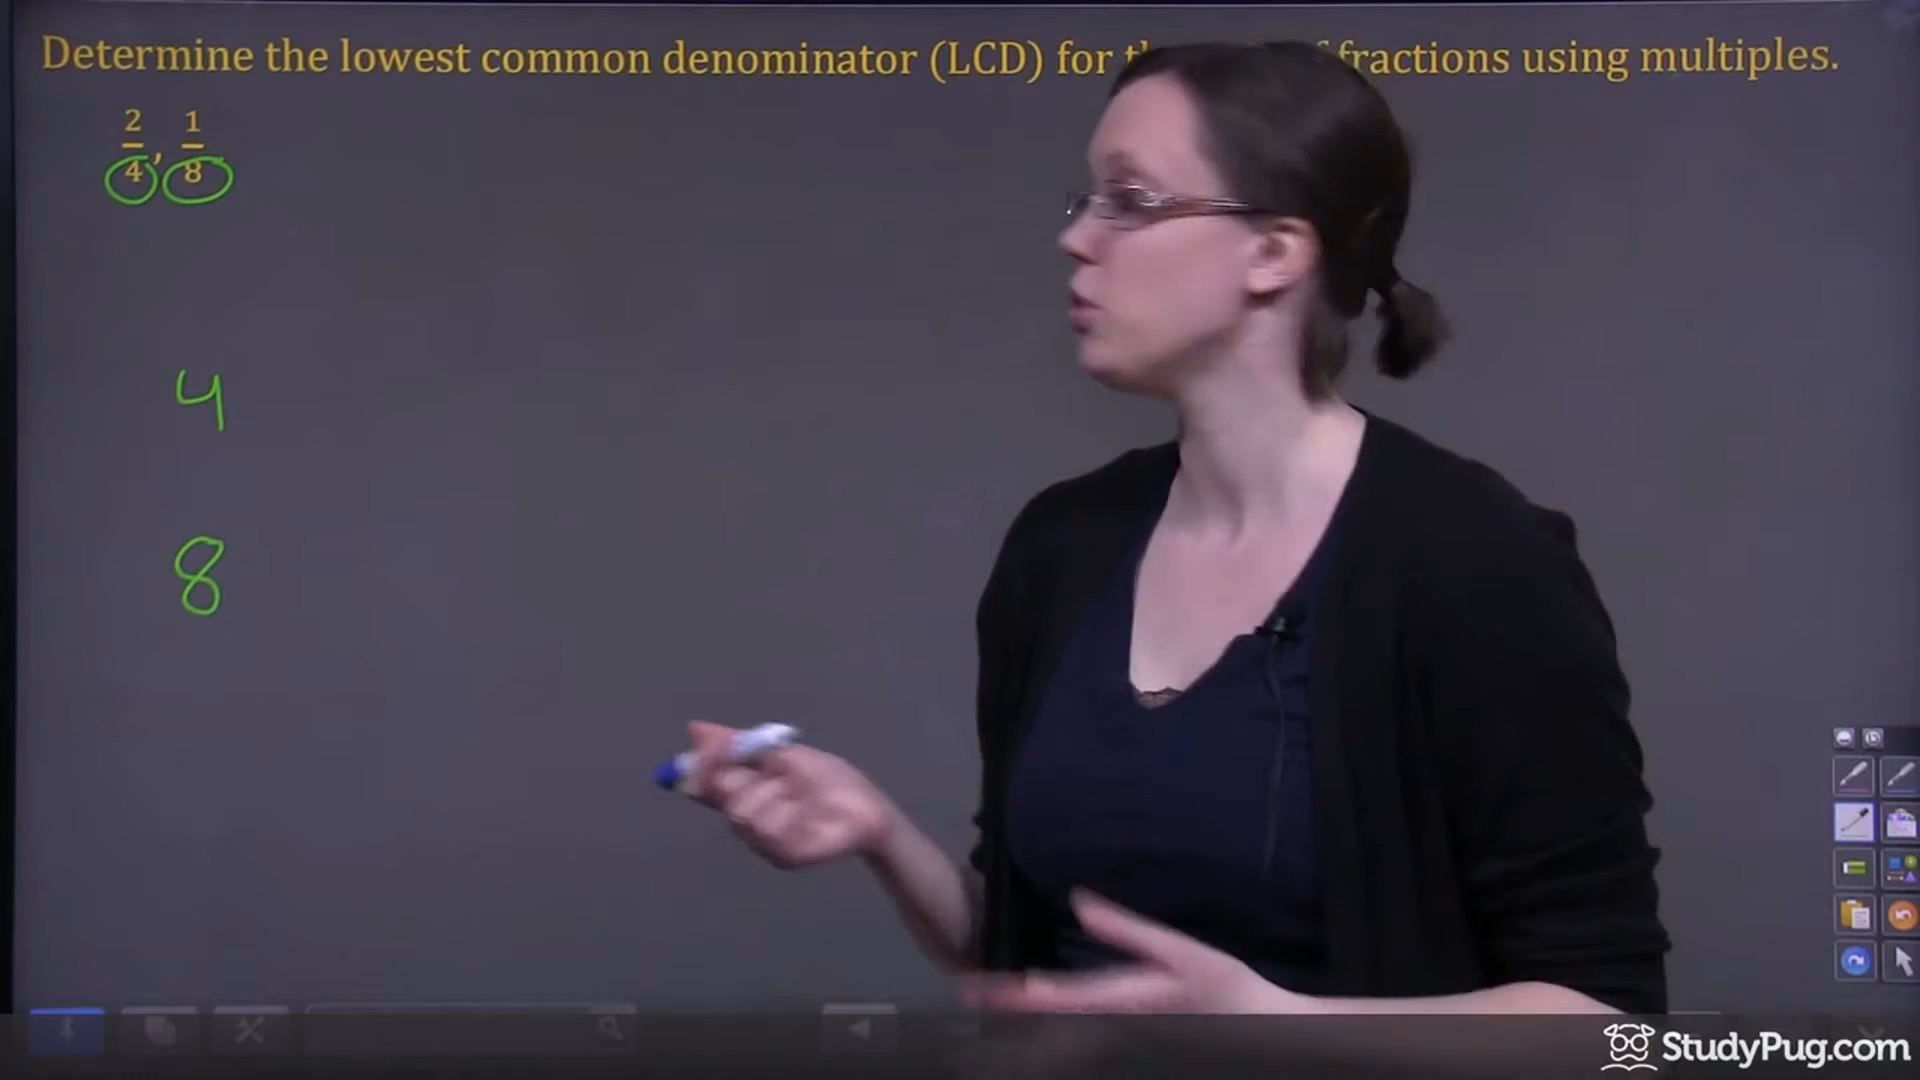 Determine the lowest common denominator (LCD) for fractions using multiples.
2/4, 1/8
4
8
StudyPug.com